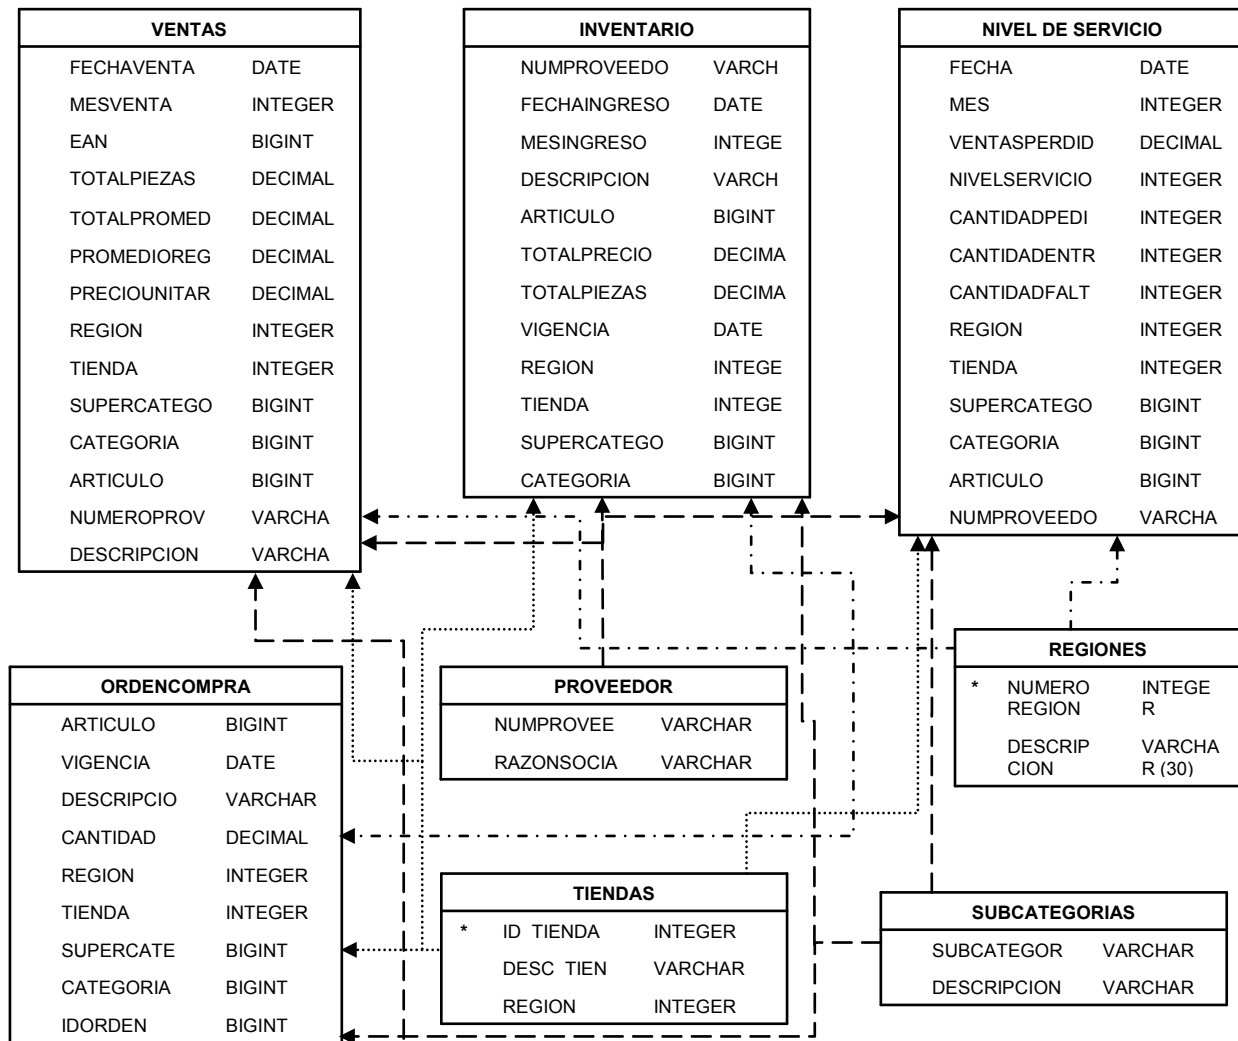 VENTAS
FECHAVENTA DATE
MESVENTA INTEGER
EAN BIGINT
TOTALPIEZAS DECIMAL
TOTALPROMED DECIMAL
PROMEDIOREG DECIMAL
PRECIOUNITAR DECIMAL
REGION INTEGER
TIENDA INTEGER
SUPERCATEGO BIGINT
CATEGORIA BIGINT
ARTICULO BIGINT
NUMEROPROV VARCHA
DESCRIPCION VARCHA
INVENTARIO
NUMPROVEEDO VARCH
FECHAINGRESO DATE
MESINGRESO INTEGE
DESCRIPCION VARCH
ARTICULO BIGINT
TOTALPRECIO DECIMA
TOTALPIEZAS DECIMA
VIGENCIA DATE
REGION INTEGE
TIENDA INTEGE
SUPERCATEGO BIGINT
CATEGORIA BIGINT
NIVEL DE SERVICIO
FECHA DATE
MES INTEGER
VENTASPERDID DECIMAL
NIVELSERVICIO INTEGER
CANTIDADPEDI INTEGER
CANTIDADENTR INTEGER
CANTIDADFALT INTEGER
REGION INTEGER
TIENDA INTEGER
SUPERCATEGO BIGINT
CATEGORIA BIGINT
ARTICULO BIGINT
NUMPROVEEDO VARCHA
ORDENCOMPRA
ARTICULO BIGINT
VIGENCIA DATE
DESCRIPCIO VARCHAR
CANTIDAD DECIMAL
REGION INTEGER
TIENDA INTEGER
SUPERCATE BIGINT
CATEGORIA BIGINT
IDORDEN BIGINT
PROVEEDOR
NUMPROVEE VARCHAR
RAZONSOCIA VARCHAR
REGIONES
* NUMERO INTEGE
REGION R
DESCRIP VARCHA
CION R (30)
TIENDAS
* ID TIENDA INTEGER
DESC TIEN VARCHAR
REGION INTEGER
SUBCATEGORIAS
SUBCATEGOR VARCHAR
DESCRIPCION VARCHAR